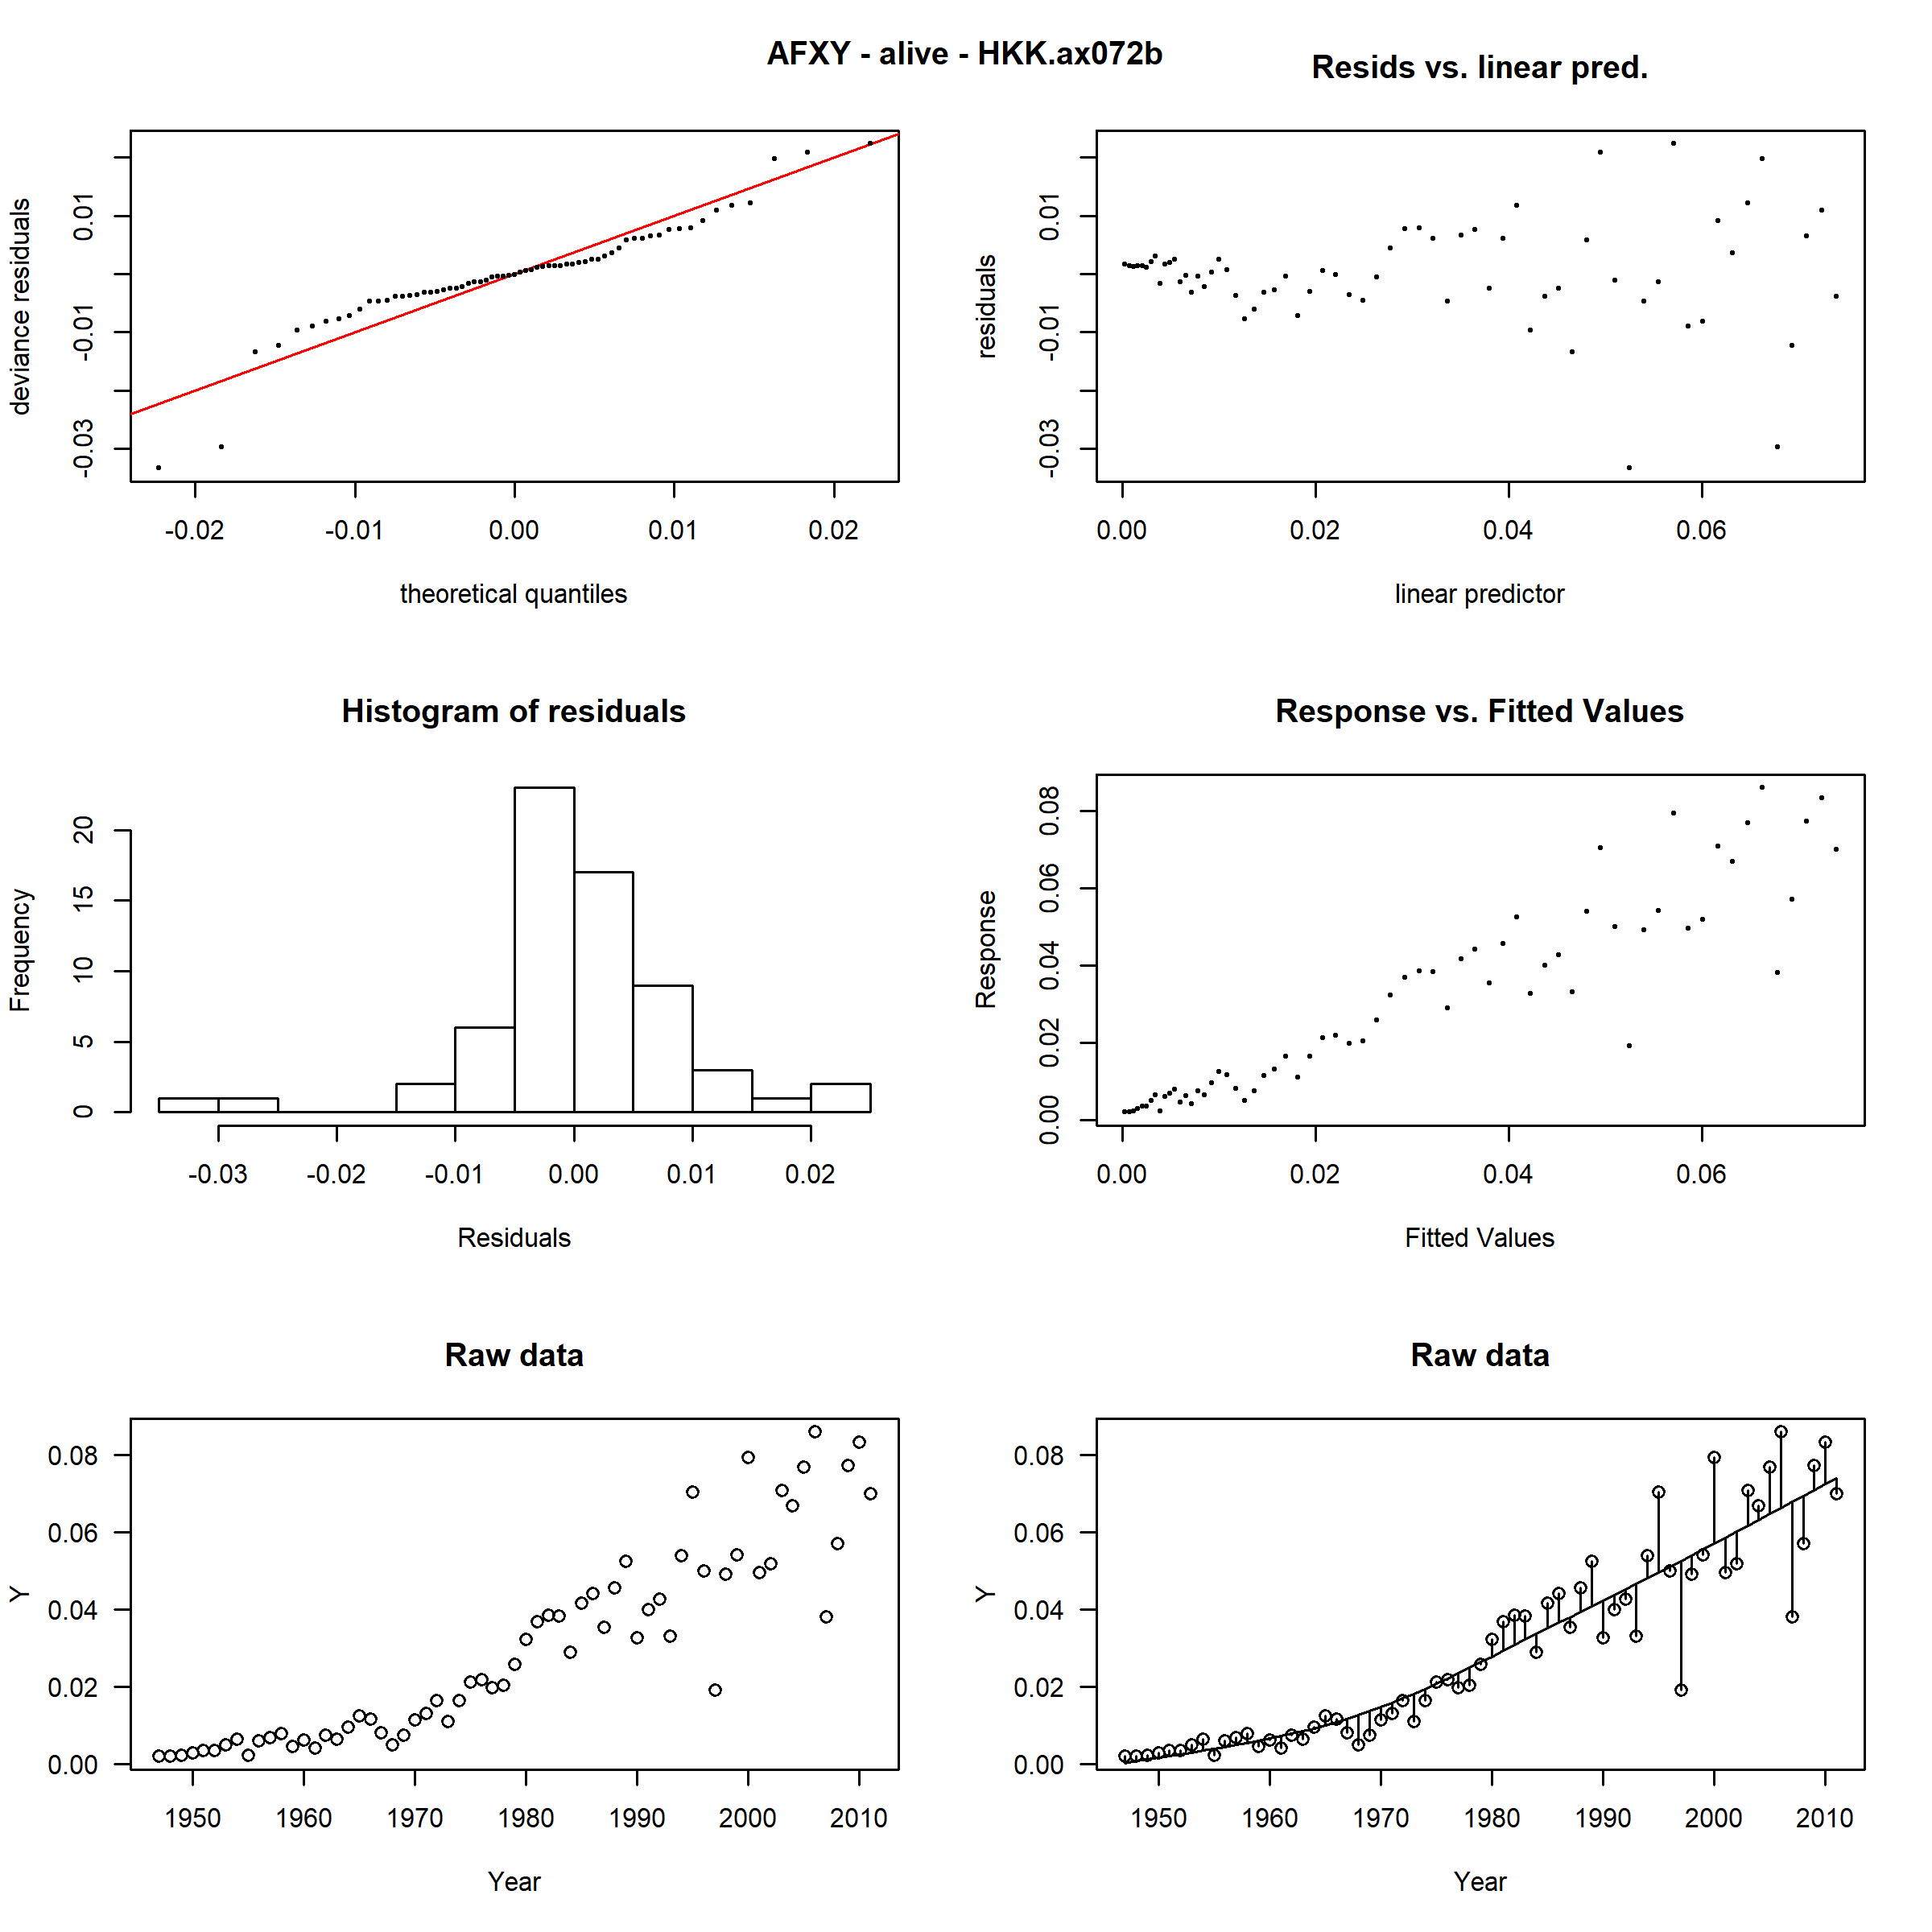 AFXY - alive - HKK.ax072b
Resids vs. linear pred.
deviance residuals
0.01
-0.01
-0.03
-0.02 -0.01 0.00 0.01 0.02
theoretical quantiles
residuals
0.01
-0.01
-0.03
0.00 0.02 0.04 0.06
linear predictor
Histogram of residuals
Frequency
20
15
10
5
0
-0.03 -0.02 -0.01 0.00 0.01 0.02
Residuals
Response vs. Fitted Values
Response
0.08
0.06
0.04
0.02
0.00
0.00 0.02 0.04 0.06
Fitted Values
Raw data
Y
0.08
0.06
0.04
0.02
0.00
1950 1960 1970 1980 1990 2000 2010
Year
Raw data
Y
0.08
0.06
0.04
0.02
0.00
1950 1960 1970 1980 1990 2000 2010
Year